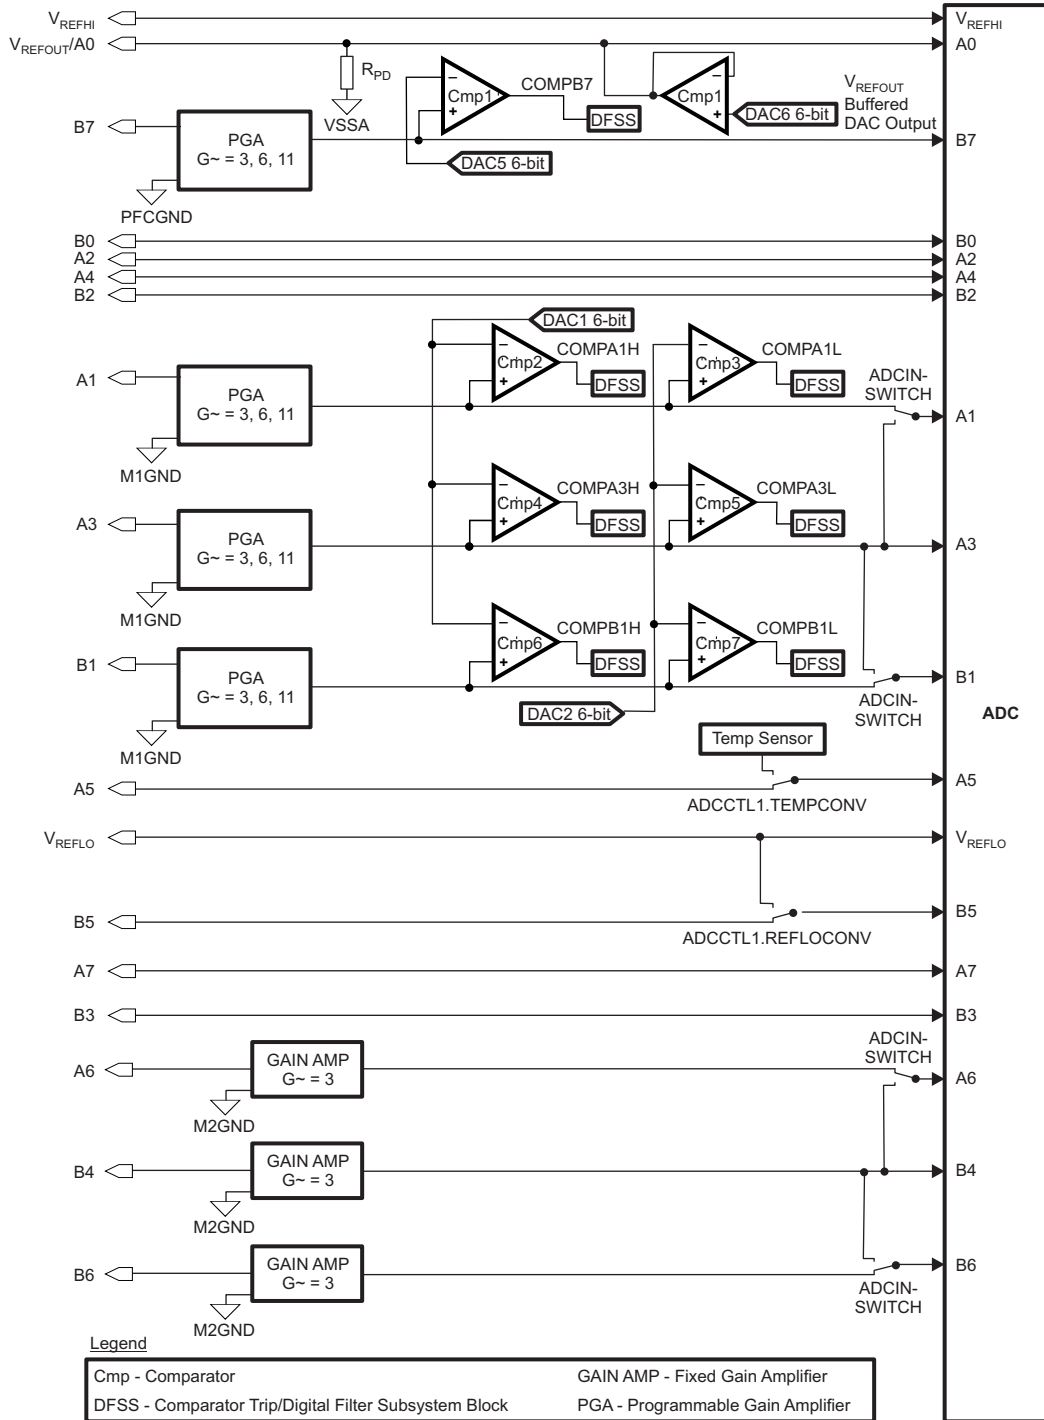 VREFHI
VREFHI
VREFOUT/A0
A0
RPD
VSSA
Cmp1
COMPB7
DFSS
Cmp1
DAC6 6-bit
VREFOUT
Buffered
DAC Output
B7
PGA
G~ = 3, 6, 11
B7
DAC5 6-bit
PFCGND
B0
B0
A2
A2
A4
A4
B2
B2
DAC1 6-bit
Cmp2
COMPA1H
DFSS
Cmp3
COMPA1L
DFSS
ADCIN-
SWITCH
A1
PGA
G~ = 3, 6, 11
A1
M1GND
Cmp4
COMPA3H
DFSS
Cmp5
COMPA3L
DFSS
A3
PGA
G~ = 3, 6, 11
A3
M1GND
Cmp6
COMPB1H
DFSS
Cmp7
COMPB1L
DFSS
B1
PGA
G~ = 3, 6, 11
B1
ADCIN-
SWITCH
DAC2 6-bit
ADC
M1GND
Temp Sensor
A5
A5
ADCCTL1.TEMPCONV
VREFLO
VREFLO
B5
B5
ADCCTL1.REFLOCONV
A7
A7
B3
B3
ADCIN-
SWITCH
A6
GAIN AMP
G~ = 3
A6
M2GND
B4
GAIN AMP
G~ = 3
B4
M2GND
B6
GAIN AMP
G~ = 3
B6
ADCIN-
SWITCH
M2GND
Legend
Cmp - Comparator
GAIN AMP - Fixed Gain Amplifier
DFSS - Comparator Trip/Digital Filter Subsystem Block
PGA - Programmable Gain Amplifier